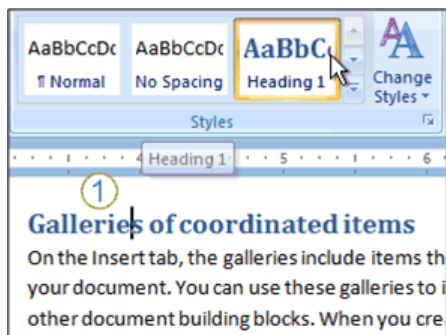 AaBbCcDc AaBbCcDc AaBbC
¶ Normal No Spacing Heading 1 Change Styles
Styles
4 Heading 1 5 6
1
Galleries of coordinated items
On the Insert tab, the galleries include items th
your document. You can use these galleries to i
other document building blocks. When you cre